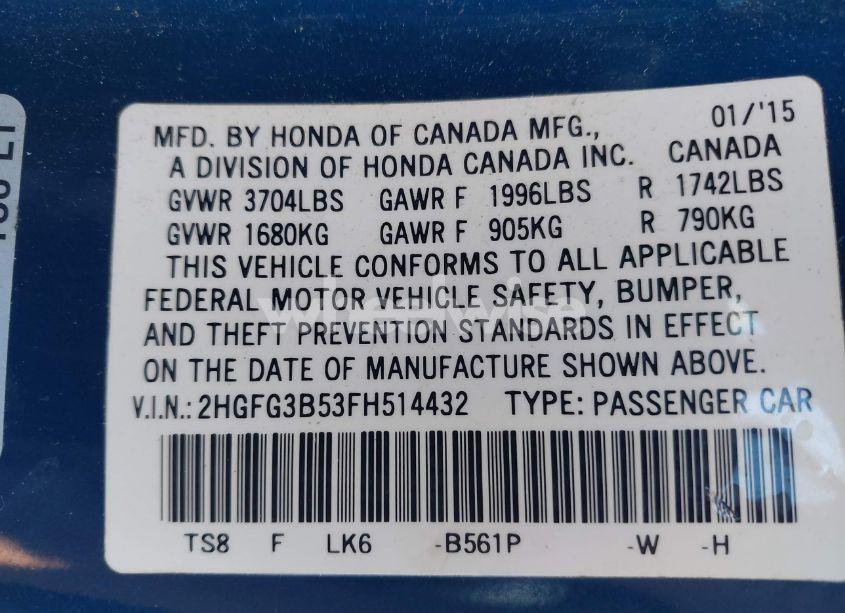 MFD. BY HONDA OF CANADA MFG., 01/'15
A DIVISION OF HONDA CANADA INC. CANADA
GVWR 3704LBS GAWR F 1996LBS R 1742LBS
GVWR 1680KG GAWR F 905KG R 790KG
THIS VEHICLE CONFORMS TO ALL APPLICABLE
FEDERAL MOTOR VEHICLE SAFETY, BUMPER,
AND THEFT PREVENTION STANDARDS IN EFFECT
ON THE DATE OF MANUFACTURE SHOWN ABOVE.
V.I.N.: 2HGFG3B53FH514432 TYPE: PASSENGER CAR
TS8 F LK6 -B561P -W -H
wheelwise